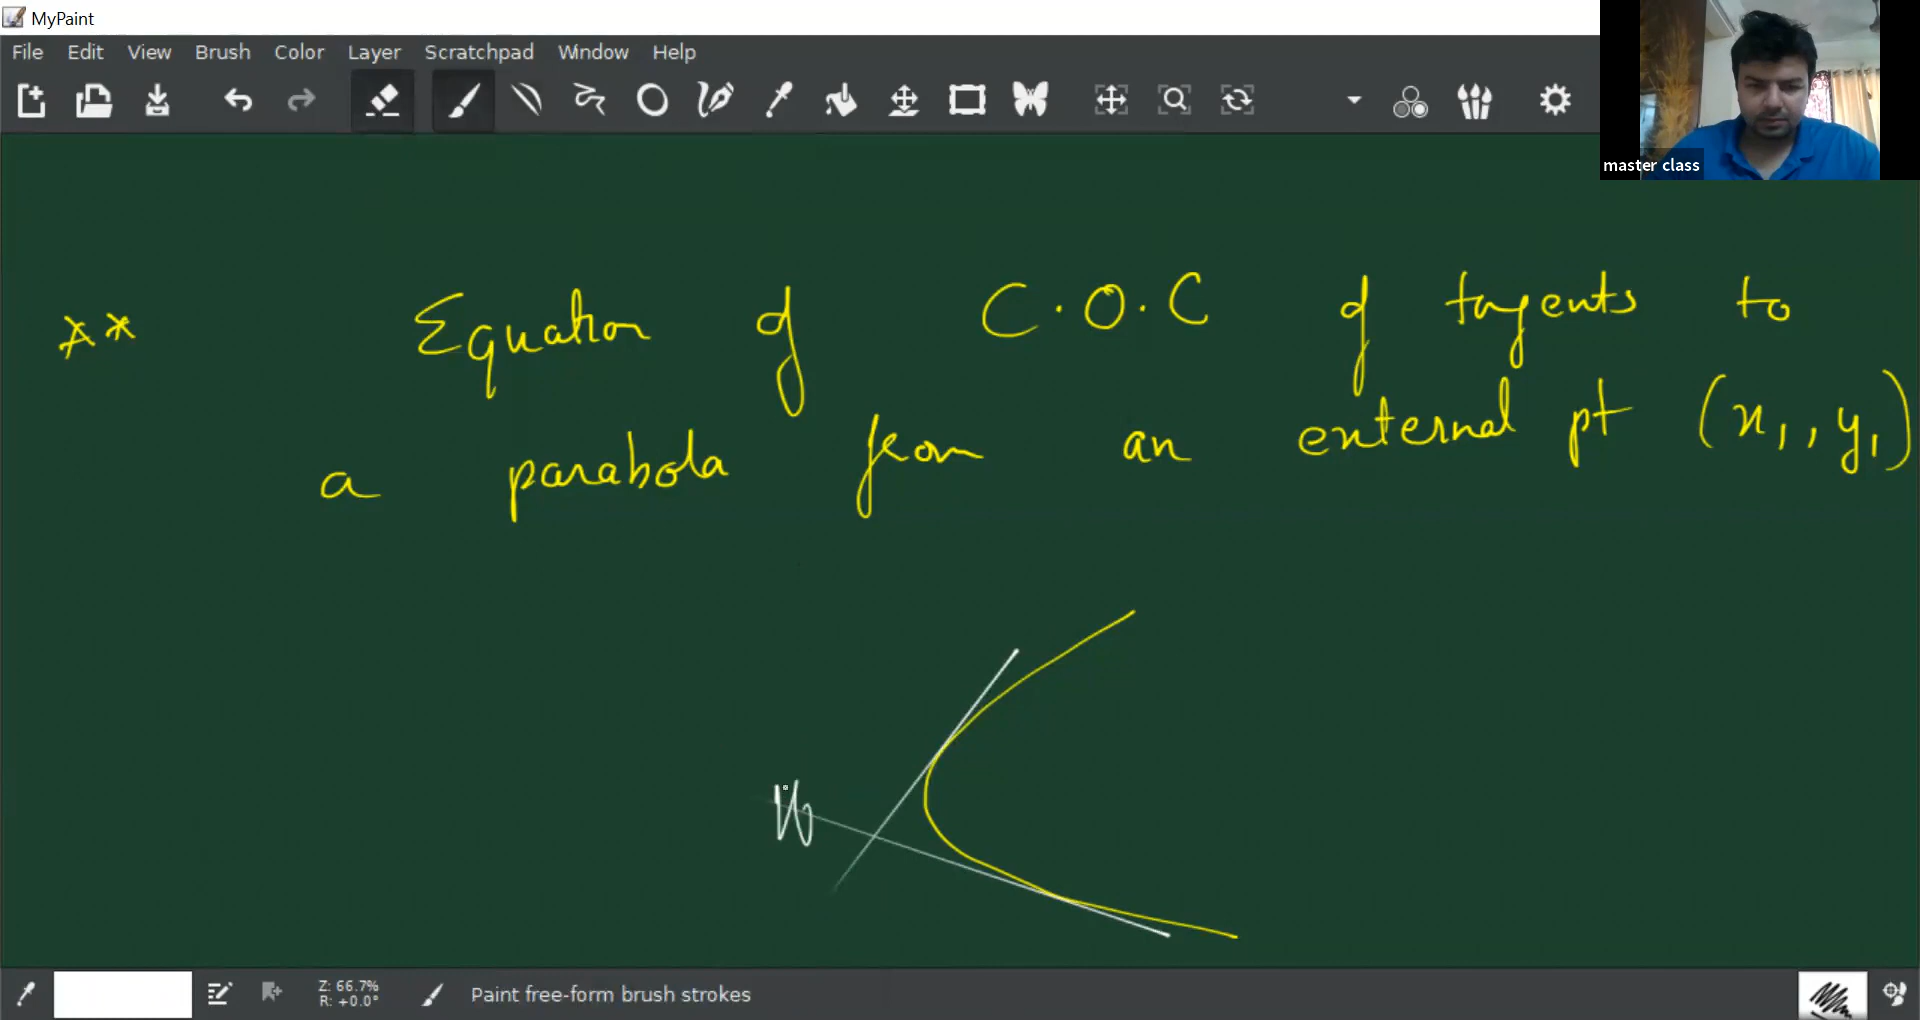 MyPaint
File Edit View Brush Color Layer Scratchpad Window Help
master class
** Equation of C.O.C of tangents to
a parabola from an external pt (x₁, y₁)
Z: 66.7%
R: +0.0°
Paint free-form brush strokes